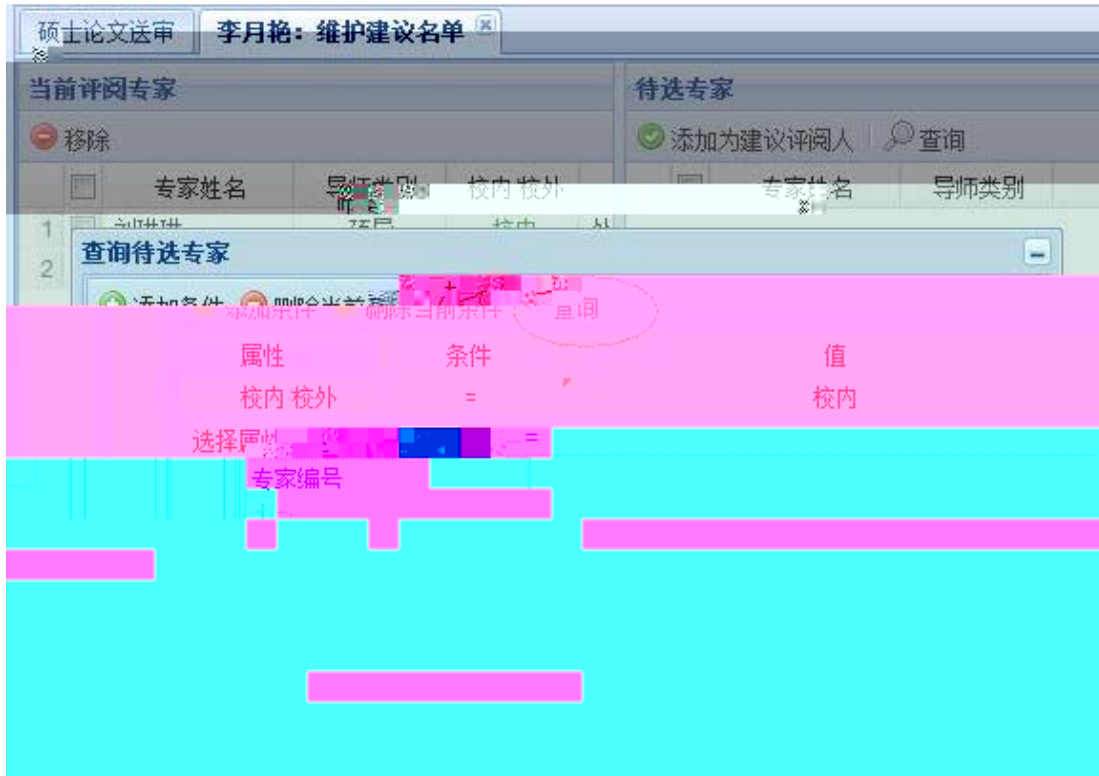 硕士论文送审 李月艳：维护建议名单
当前评阅专家 待选专家
移除 添加为建议评阅人 查询
专家姓名 导师类别 校内 校外 专家姓名 导师类别
1 校内
2 查询待选专家
添加条件 删除当前条件 查询
属性 条件 值
校内 校外 = 校内
选择属性 =
专家编号